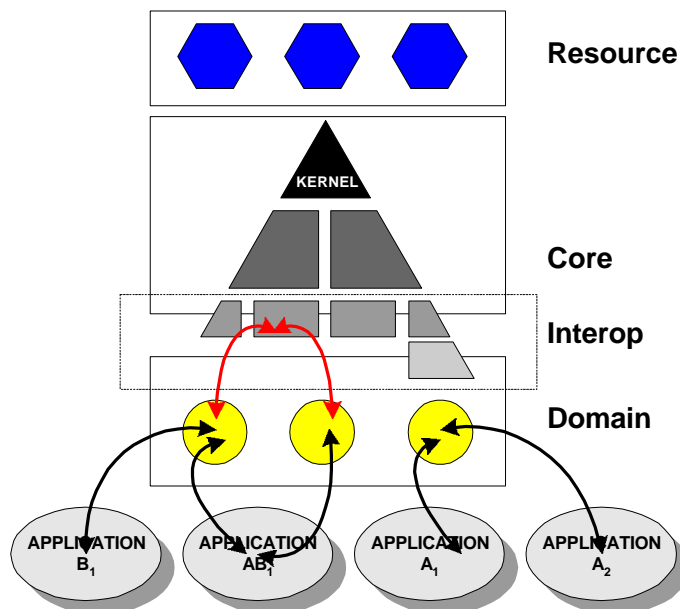 Resource
KERNEL
Core
Interop
Domain
APPLICATION
B₁
APPLICATION
AB₁
APPLICATION
A₁
APPLICATION
A₂